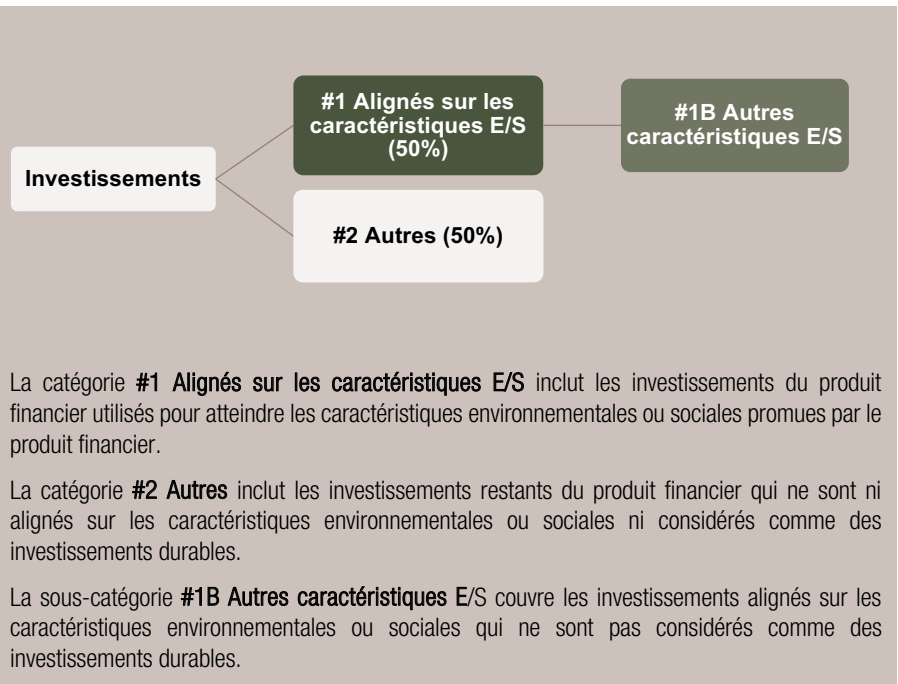 #1 Alignés sur les
caractéristiques E/S
(50%)
#1B Autres
caractéristiques E/S
Investissements
#2 Autres (50%)
La catégorie #1 Alignés sur les caractéristiques E/S inclut les investissements du produit
financier utilisés pour atteindre les caractéristiques environnementales ou sociales promues par le
produit financier.
La catégorie #2 Autres inclut les investissements restants du produit financier qui ne sont ni
alignés sur les caractéristiques environnementales ou sociales ni considérés comme des
investissements durables.
La sous-catégorie #1B Autres caractéristiques E/S couvre les investissements alignés sur les
caractéristiques environnementales ou sociales qui ne sont pas considérés comme des
investissements durables.